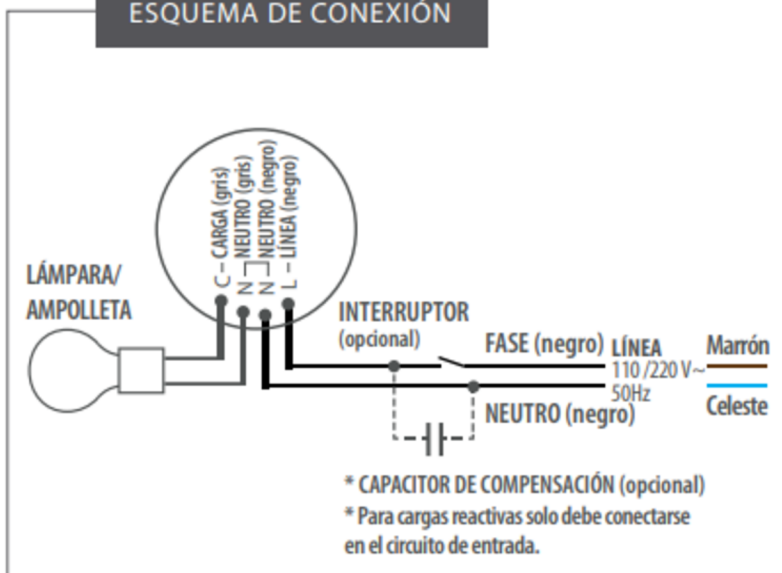 ESQUEMA DE CONEXIÓN
C – CARGA (gris)
N NEUTRO (gris)
N NEUTRO (negro)
L – LÍNEA (negro)
LÁMPARA/
AMPOLLETA
INTERRUPTOR
(opcional)
FASE (negro)
LÍNEA
110 /220 V~
50Hz
Marrón
Celeste
NEUTRO (negro)
* CAPACITOR DE COMPENSACIÓN (opcional)
* Para cargas reactivas solo debe conectarse
en el circuito de entrada.